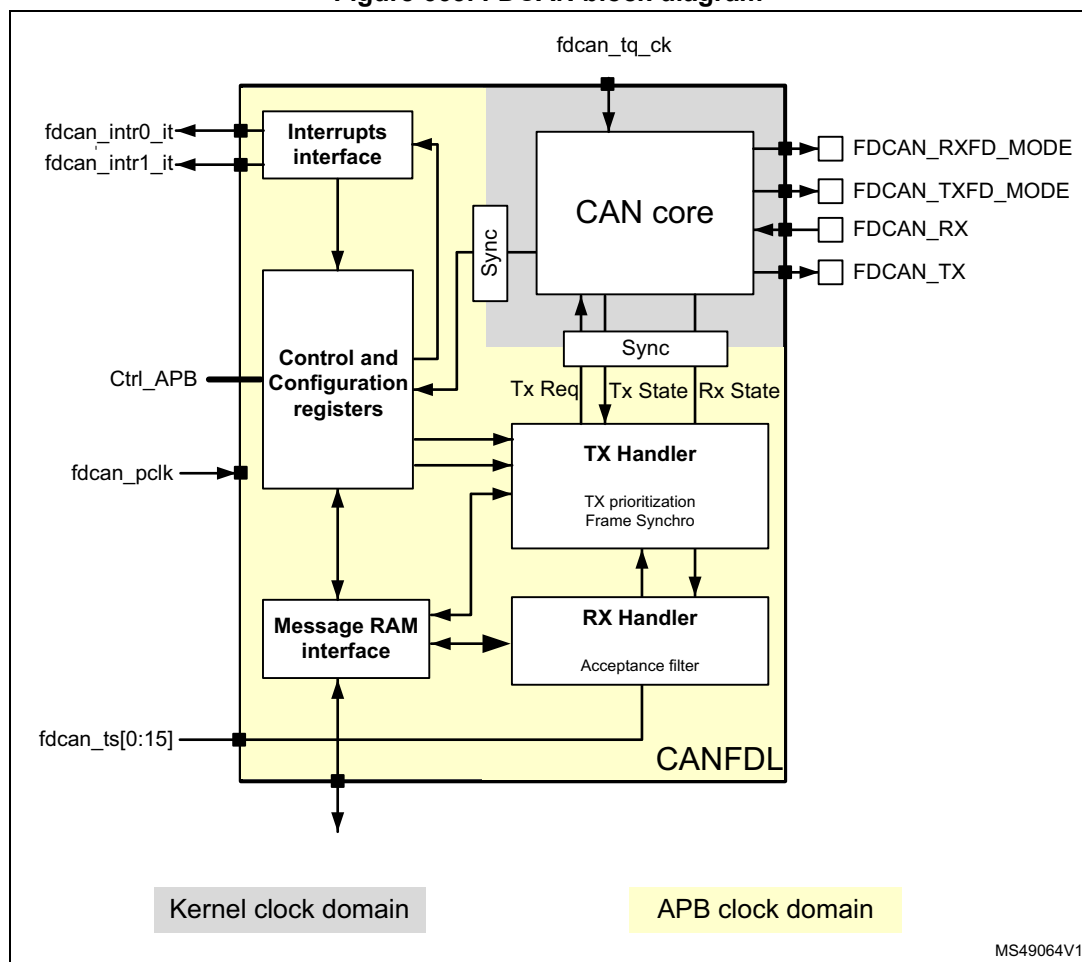 fdcan_tq_ck
fdcan_intr0_it
fdcan_intr1_it
Interrupts
interface
CAN core
FDCAN_RXFD_MODE
FDCAN_TXFD_MODE
FDCAN_RX
FDCAN_TX
Sync
Sync
Control and
Configuration
registers
Ctrl_APB
Tx Req
Tx State
Rx State
fdcan_pclk
TX Handler
TX prioritization
Frame Synchro
Message RAM
interface
RX Handler
Acceptance filter
fdcan_ts[0:15]
CANFDL
Kernel clock domain
APB clock domain
MS49064V1